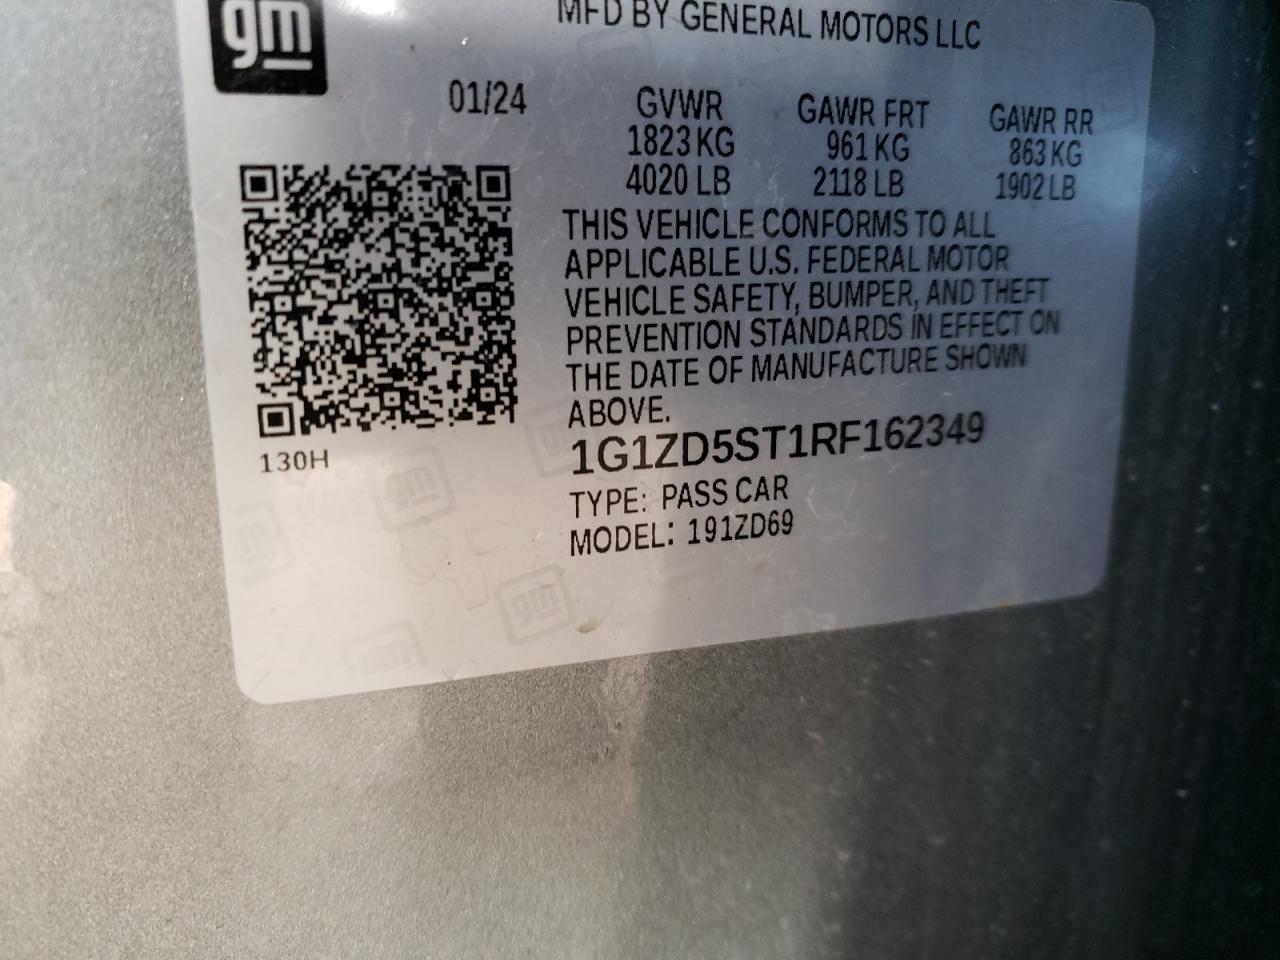 gm
MFD BY GENERAL MOTORS LLC
01/24
GVWR GAWR FRT GAWR RR
1823 KG 961 KG 863 KG
4020 LB 2118 LB 1902 LB
THIS VEHICLE CONFORMS TO ALL
APPLICABLE U.S. FEDERAL MOTOR
VEHICLE SAFETY, BUMPER, AND THEFT
PREVENTION STANDARDS IN EFFECT ON
THE DATE OF MANUFACTURE SHOWN
ABOVE.
130H
1G1ZD5ST1RF162349
TYPE: PASS CAR
MODEL: 191ZD69